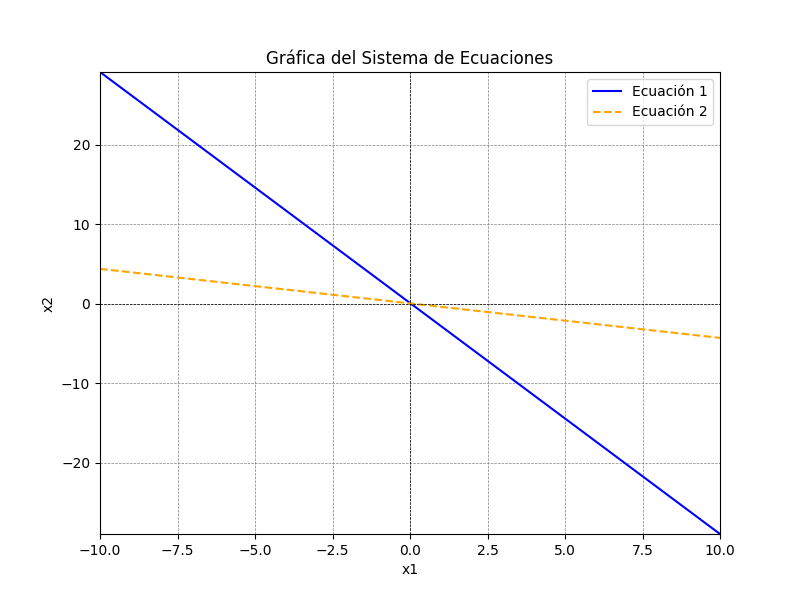 Gráfica del Sistema de Ecuaciones
Ecuación 1
Ecuación 2
x2
20
10
0
−10
−20
−10.0 −7.5 −5.0 −2.5 0.0 2.5 5.0 7.5 10.0
x1